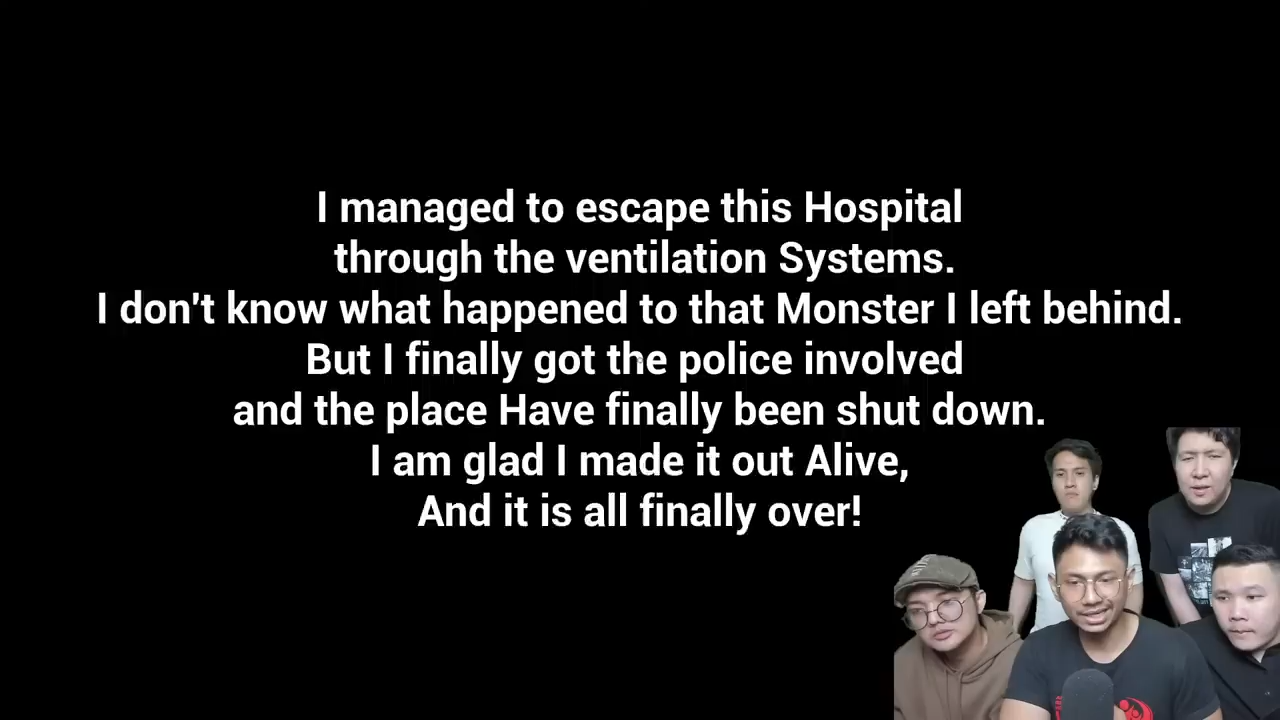 I managed to escape this Hospital
through the ventilation Systems.
I don't know what happened to that Monster I left behind.
But I finally got the police involved
and the place Have finally been shut down.
I am glad I made it out Alive,
And it is all finally over!